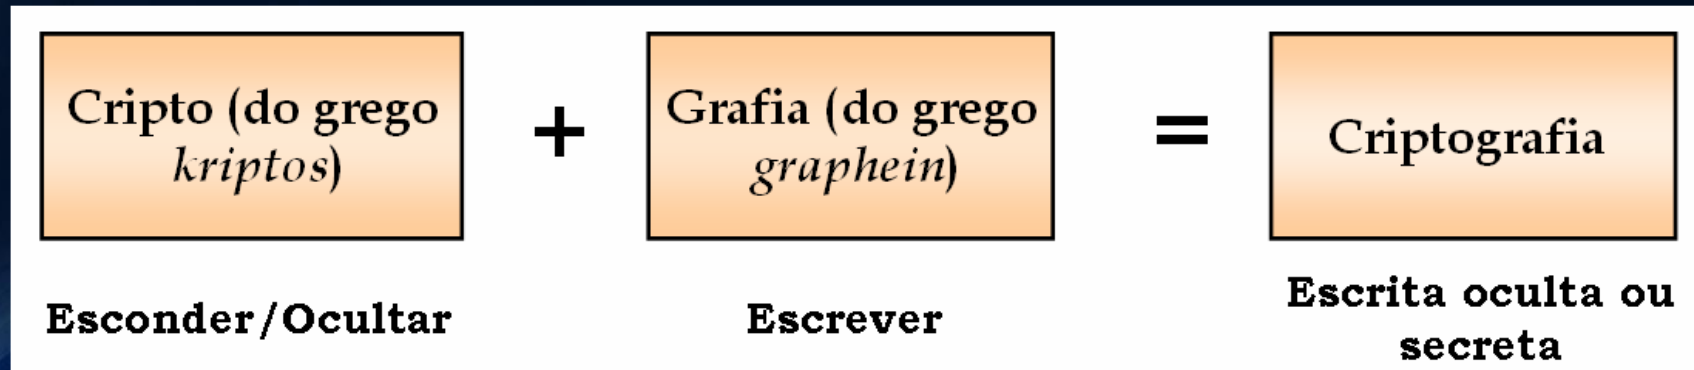 Cripto (do grego
kriptos)
+
Grafia (do grego
graphein)
=
Criptografia
Esconder/Ocultar
Escrever
Escrita oculta ou
secreta